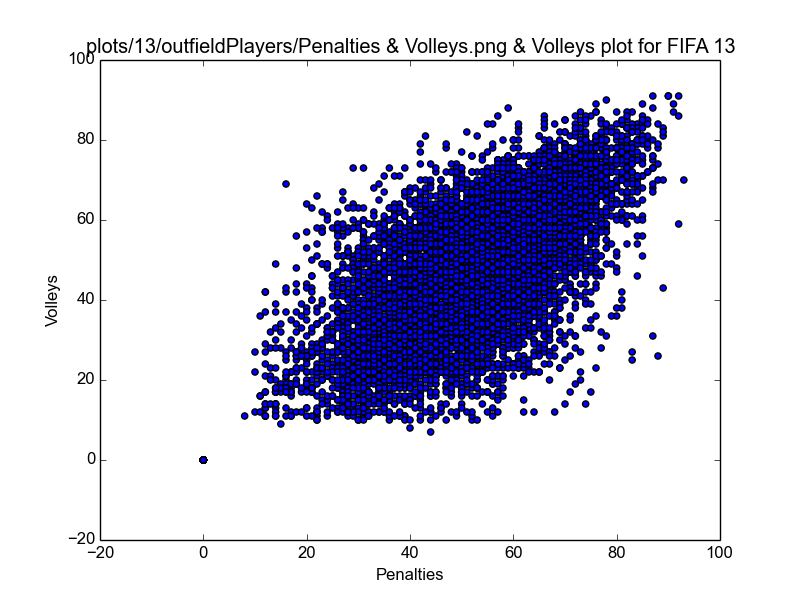 plots/13/outfieldPlayers/Penalties & Volleys.png & Volleys plot for FIFA 13
100
80
60
40
20
0
−20
Volleys
−20 0 20 40 60 80 100
Penalties